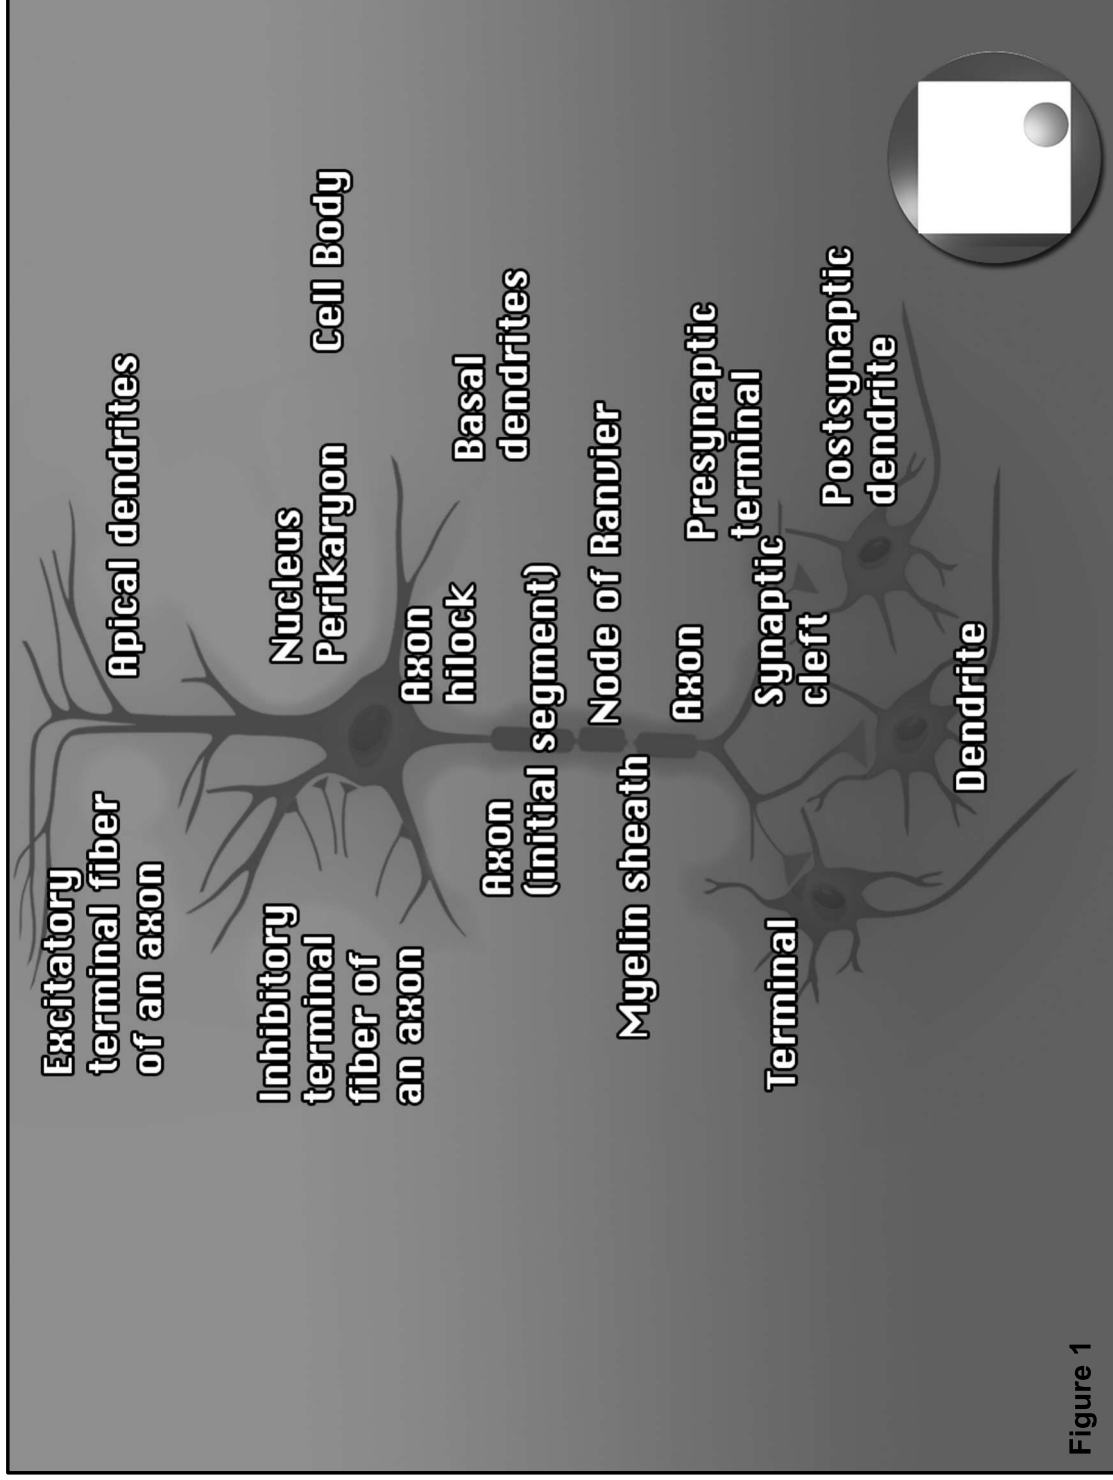 Excitatory
terminal fiber
of an axon
Apical dendrites
Inhibitory
terminal
fiber of
an axon
Nucleus
Perikaryon
Cell Body
Axon
hilock
Basal
dendrites
Axon
(initial segment)
Node of Ranvier
Myelin sheath
Axon
Presynaptic
terminal
Terminal
Synaptic
cleft
Postsynaptic
dendrite
Dendrite
Figure 1